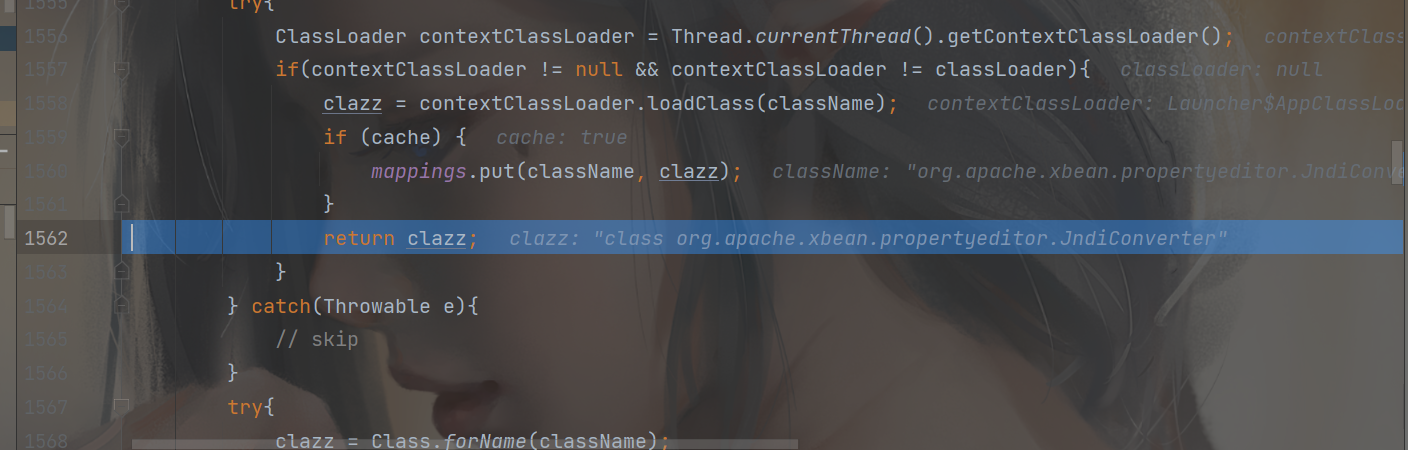 1555 try{
1556 ClassLoader contextClassLoader = Thread.currentThread().getContextClassLoader(); contextClass
1557 if(contextClassLoader != null && contextClassLoader != classLoader){ classLoader: null
1558 clazz = contextClassLoader.loadClass(className); contextClassLoader: Launcher$AppClassLoa
1559 if (cache) { cache: true
1560 mappings.put(className, clazz); className: "org.apache.xbean.propertyeditor.JndiConve
1561 }
1562 return clazz; clazz: "class org.apache.xbean.propertyeditor.JndiConverter"
1563 }
1564 } catch(Throwable e){
1565 // skip
1566 }
1567 try{
1568 clazz = Class.forName(className);